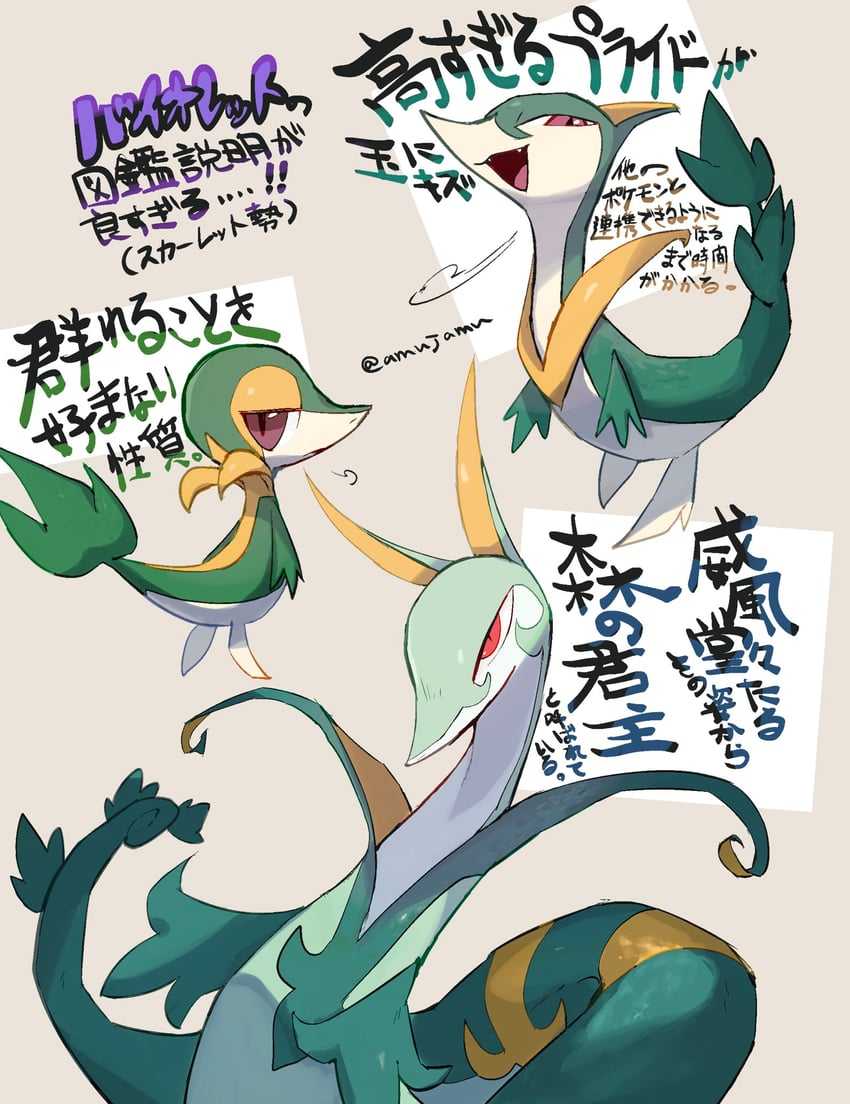 バイオレットの
図鑑説明が
良すぎる....!!
(スカーレット勢)
高すぎるプライドが
玉に
キズ
他の
ポケモンと
連携できるように
なる
まで時間
がかかる-
@amujamu
群れることを
好まない
性質。
威風
堂々たる
その姿から
森の君主
と呼ばれて
いる。